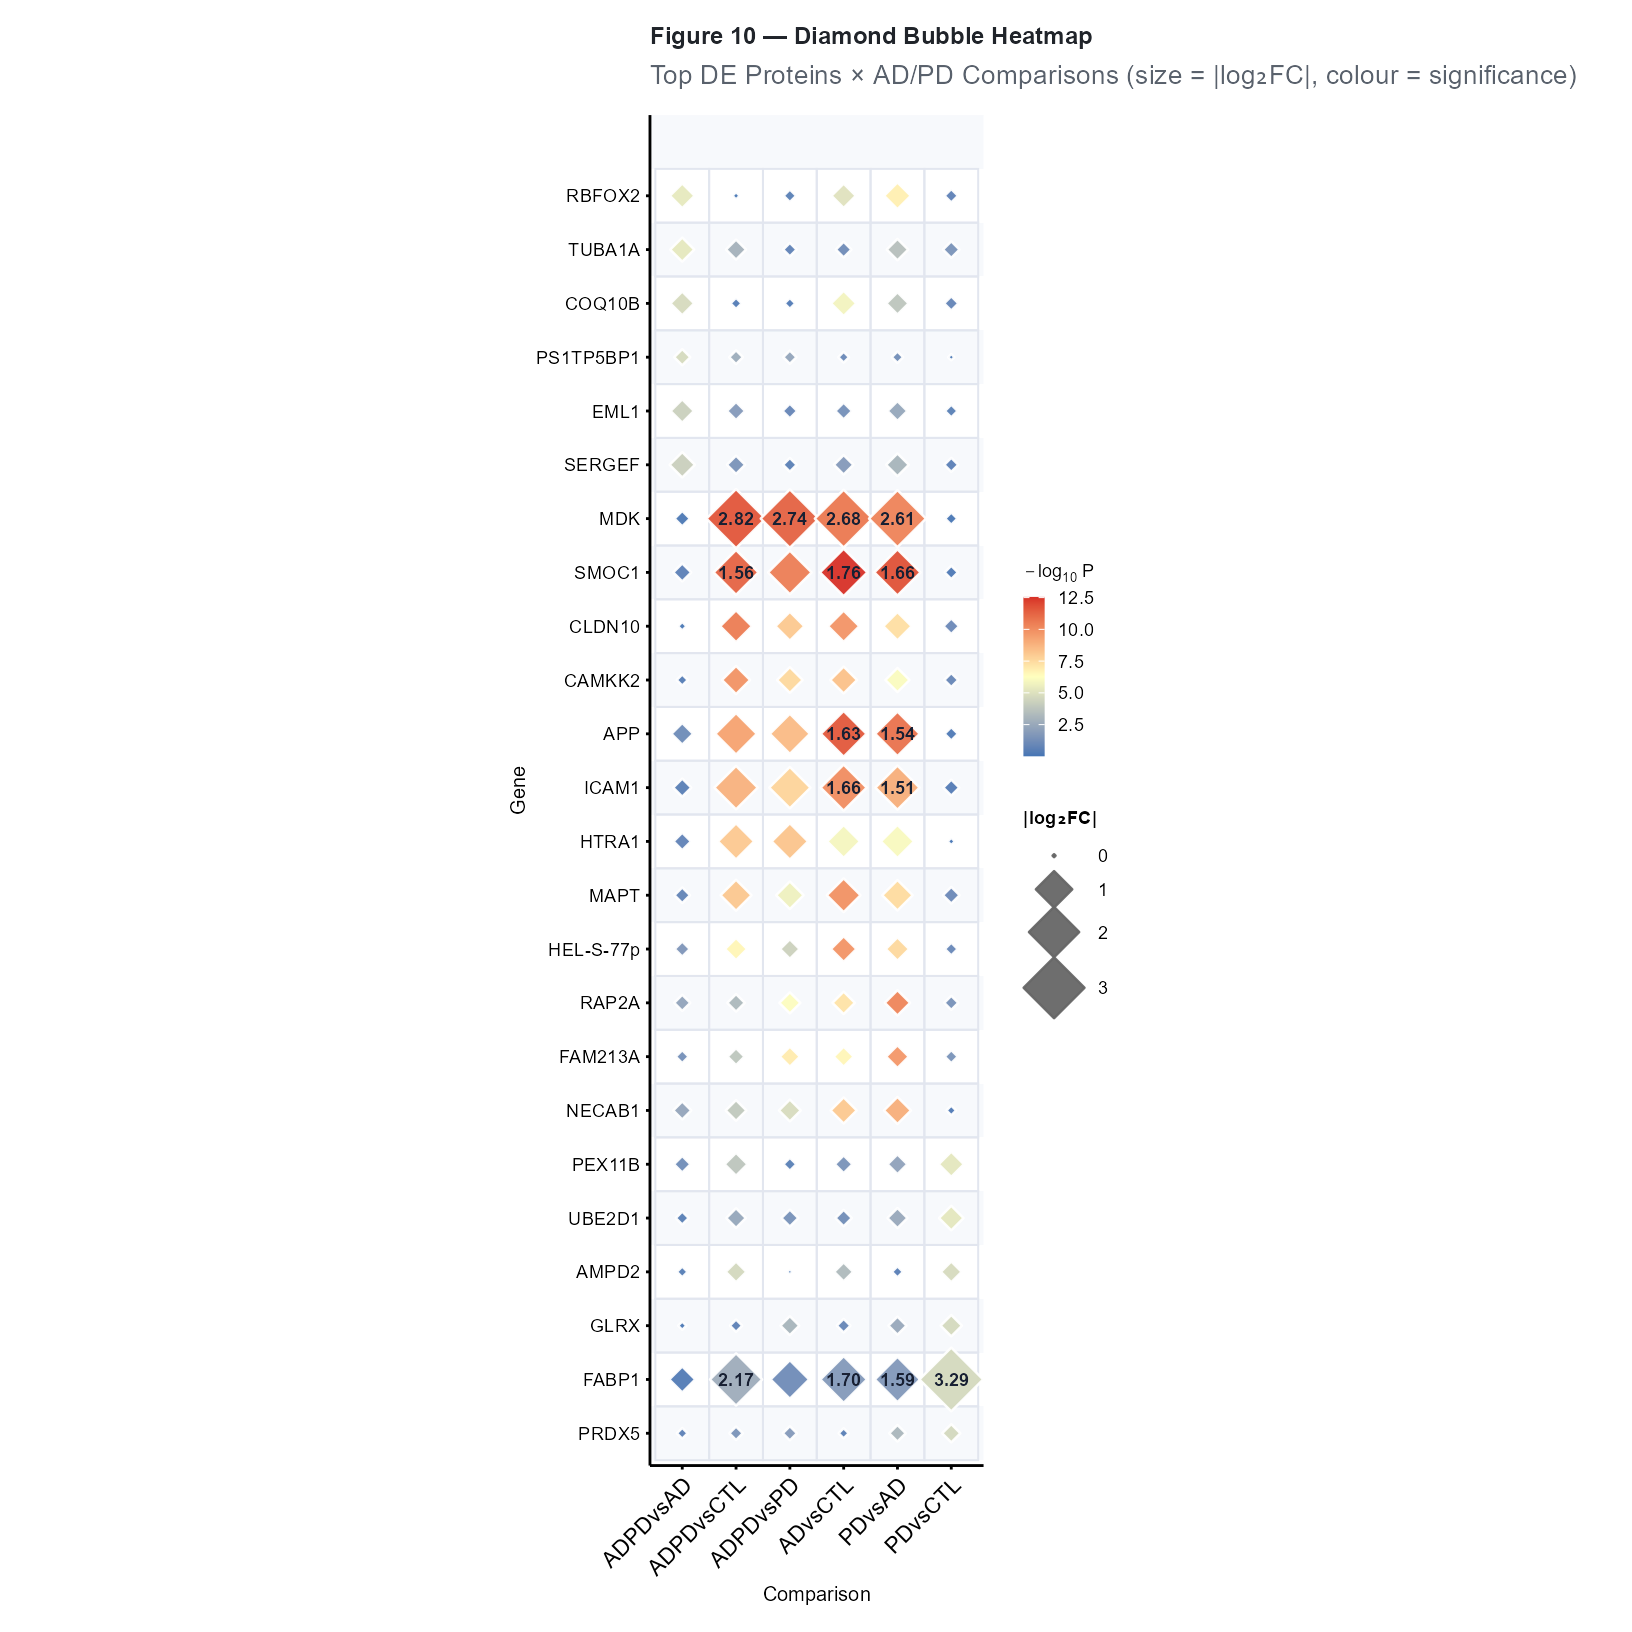 Figure 10 — Diamond Bubble Heatmap
Top DE Proteins × AD/PD Comparisons (size = |log₂FC|, colour = significance)
RBFOX2
TUBA1A
COQ10B
PS1TP5BP1
EML1
SERGEF
MDK 2.82 2.74 2.68 2.61
SMOC1 1.56 1.76 1.66
CLDN10
CAMKK2
APP 1.63 1.54
ICAM1 1.66 1.51
HTRA1
MAPT
HEL-S-77p
RAP2A
FAM213A
NECAB1
PEX11B
UBE2D1
AMPD2
GLRX
FABP1 2.17 1.70 1.59 3.29
PRDX5
Gene
ADPDvsAD
ADPDvsCTL
ADPDvsPD
ADvsCTL
PDvsAD
PDvsCTL
Comparison
−log₁₀ P
12.5
10.0
7.5
5.0
2.5
|log₂FC|
0
1
2
3